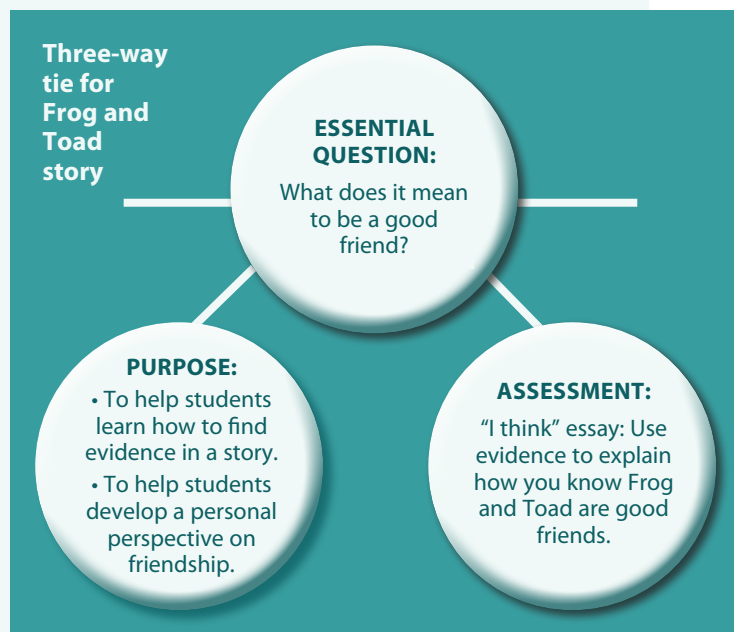 Three-way
tie for
Frog and
Toad
story
ESSENTIAL
QUESTION:
What does it mean
to be a good
friend?
PURPOSE:
• To help students
learn how to find
evidence in a story.
• To help students
develop a personal
perspective on
friendship.
ASSESSMENT:
“I think” essay: Use
evidence to explain
how you know Frog
and Toad are good
friends.